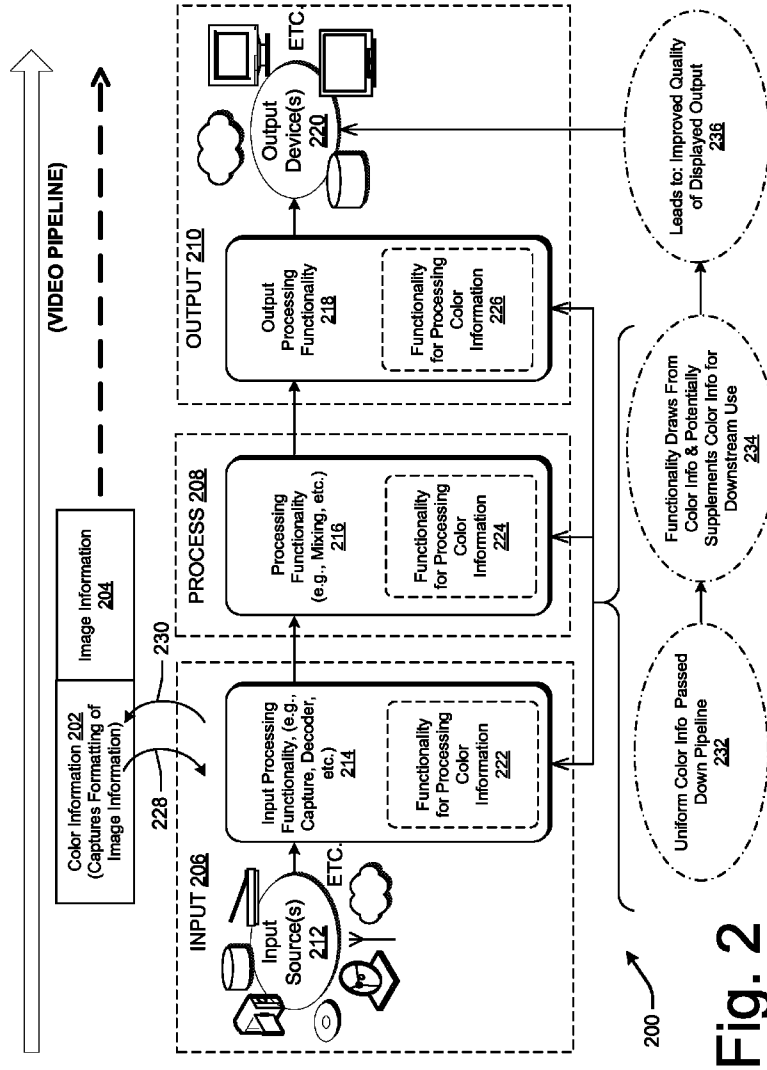 (VIDEO PIPELINE)
Color Information 202
(Captures Formatting of
Image Information)
Image Information
204
228
230
INPUT 206
Input
Source(s)
212
ETC.
Input Processing
Functionality, (e.g.,
Capture, Decoder,
etc.)
214
Functionality
for Processing
Color
Information
222
PROCESS 208
Processing
Functionality
(e.g., Mixing, etc.)
216
Functionality
for Processing
Color
Information
224
OUTPUT 210
Output
Processing
Functionality
218
Functionality
for Processing
Color
Information
226
Output
Device(s)
220
ETC.
200
Uniform Color Info Passed
Down Pipeline
232
Functionality Draws From
Color Info & Potentially
Supplements Color Info for
Downstream Use
234
Leads to: Improved Quality
of Displayed Output
236
Fig. 2